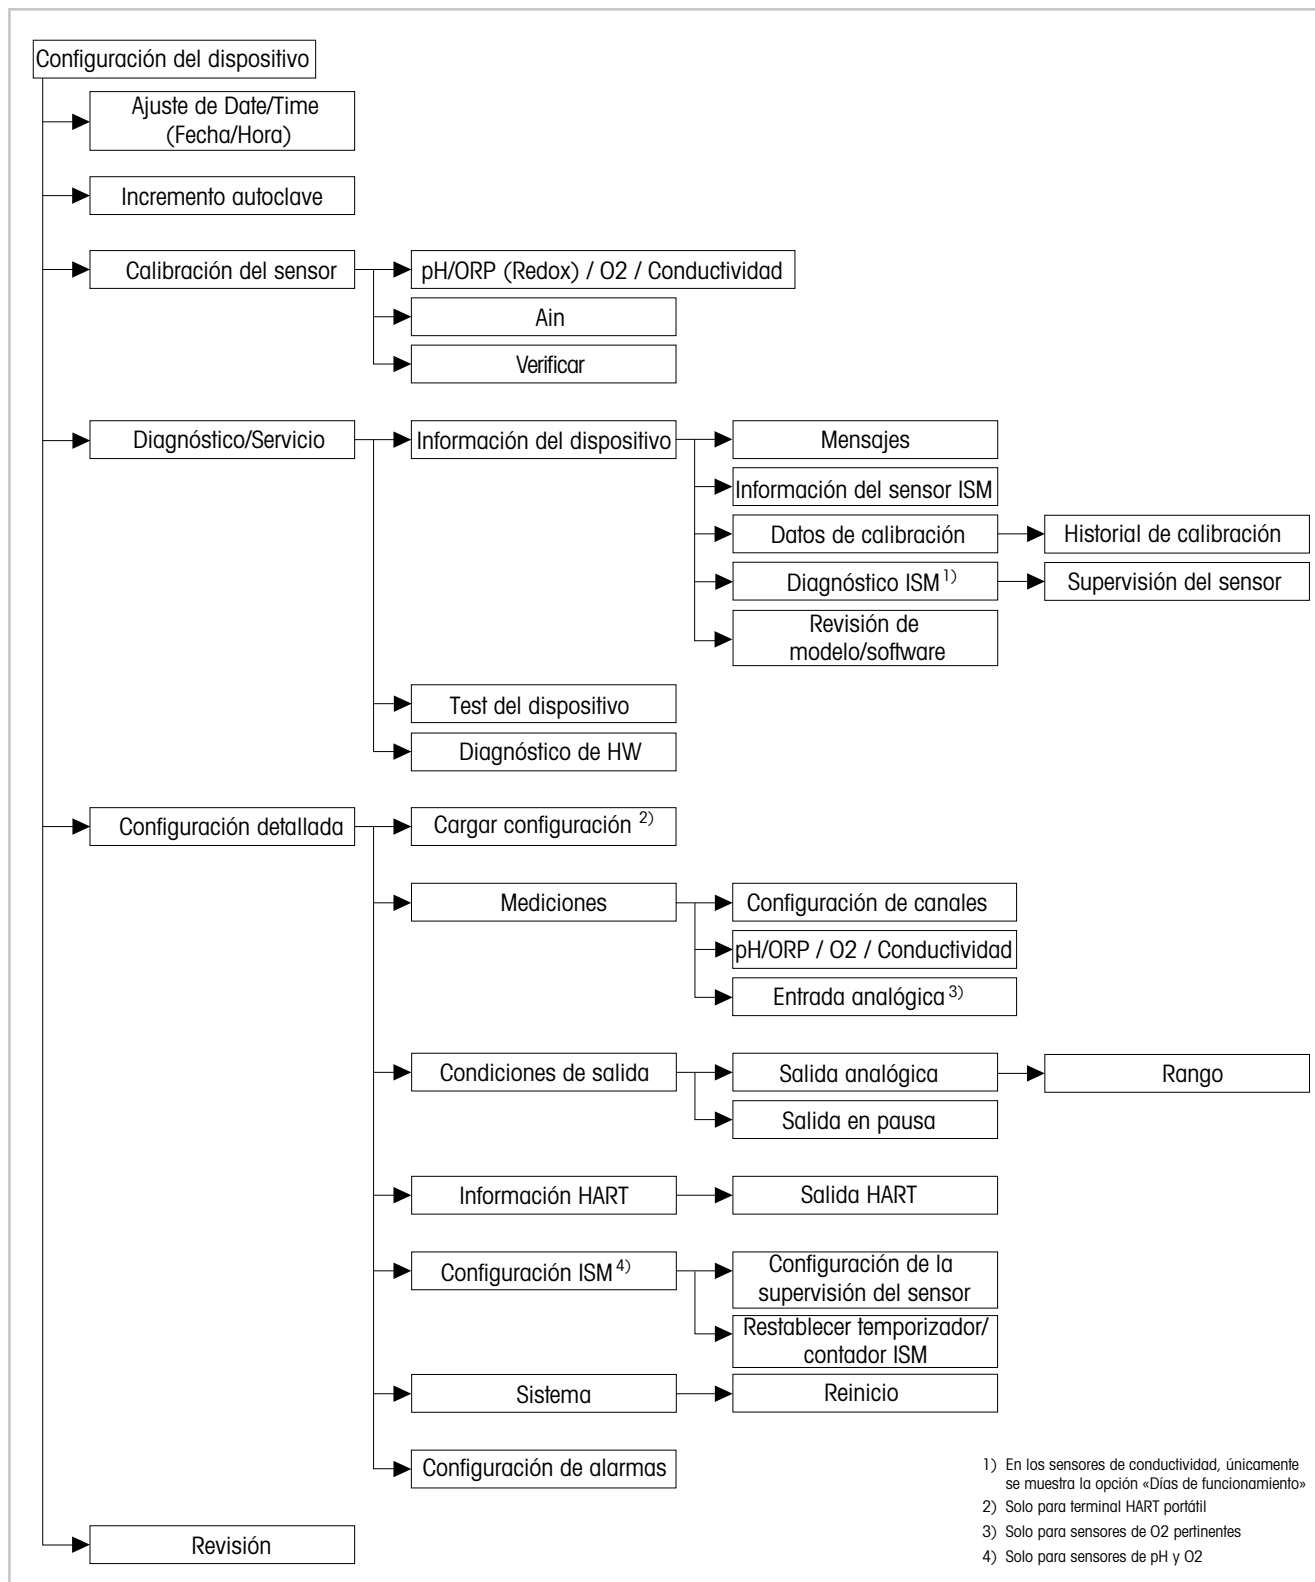 Configuración del dispositivo
Ajuste de Date/Time
(Fecha/Hora)
Incremento autoclave
Calibración del sensor
pH/ORP (Redox) / O2 / Conductividad
Ain
Verificar
Diagnóstico/Servicio
Información del dispositivo
Mensajes
Información del sensor ISM
Datos de calibración
Historial de calibración
Diagnóstico ISM 1)
Supervisión del sensor
Revisión de
modelo/software
Test del dispositivo
Diagnóstico de HW
Configuración detallada
Cargar configuración 2)
Mediciones
Configuración de canales
pH/ORP / O2 / Conductividad
Entrada analógica 3)
Condiciones de salida
Salida analógica
Rango
Salida en pausa
Información HART
Salida HART
Configuración ISM 4)
Configuración de la
supervisión del sensor
Restablecer temporizador/
contador ISM
Sistema
Reinicio
Configuración de alarmas
Revisión
1) En los sensores de conductividad, únicamente
se muestra la opción «Días de funcionamiento»
2) Solo para terminal HART portátil
3) Solo para sensores de O2 pertinentes
4) Solo para sensores de pH y O2